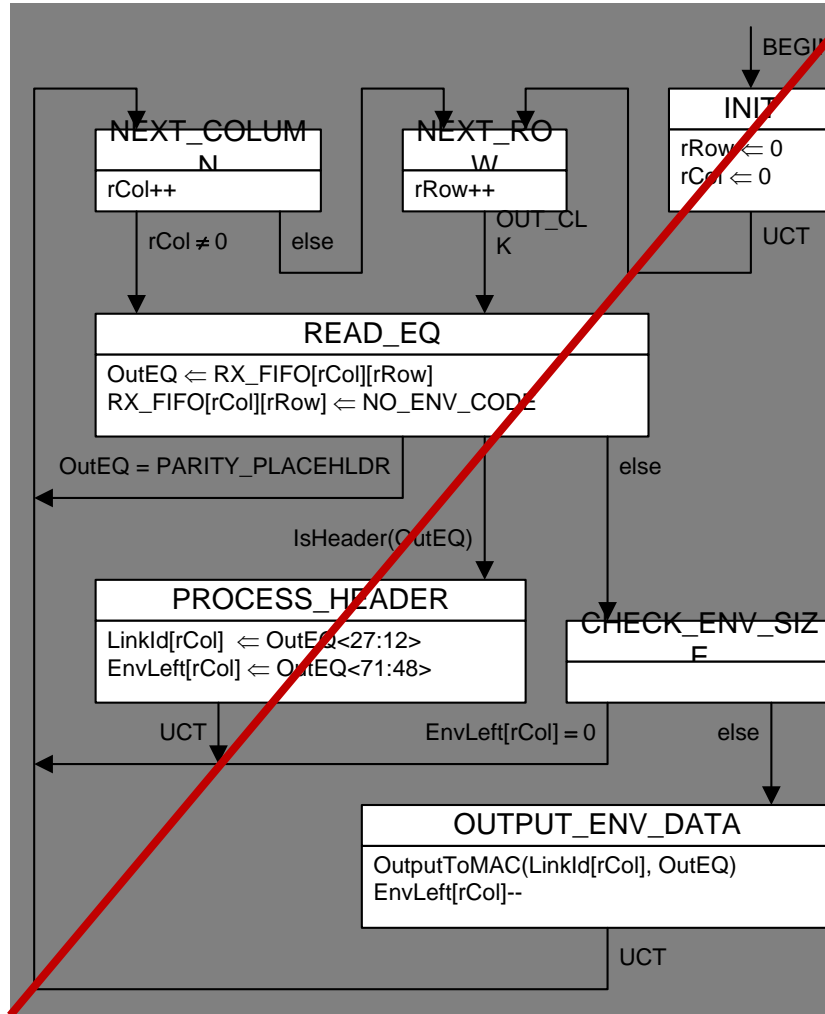 BEGIN
INIT
rRow ⇐ 0
rCol ⇐ 0
UCT
NEXT_COLUM
N
rCol++
NEXT_RO
W
rRow++
rCol ≠ 0
else
OUT_CL
K
READ_EQ
OutEQ ⇐ RX_FIFO[rCol][rRow]
RX_FIFO[rCol][rRow] ⇐ NO_ENV_CODE
OutEQ = PARITY_PLACEHLDR
else
IsHeader(OutEQ)
PROCESS_HEADER
LinkId[rCol] ⇐ OutEQ<27:12>
EnvLeft[rCol] ⇐ OutEQ<71:48>
CHECK_ENV_SIZ
E
UCT
EnvLeft[rCol] = 0
else
OUTPUT_ENV_DATA
OutputToMAC(LinkId[rCol], OutEQ)
EnvLeft[rCol]--
UCT